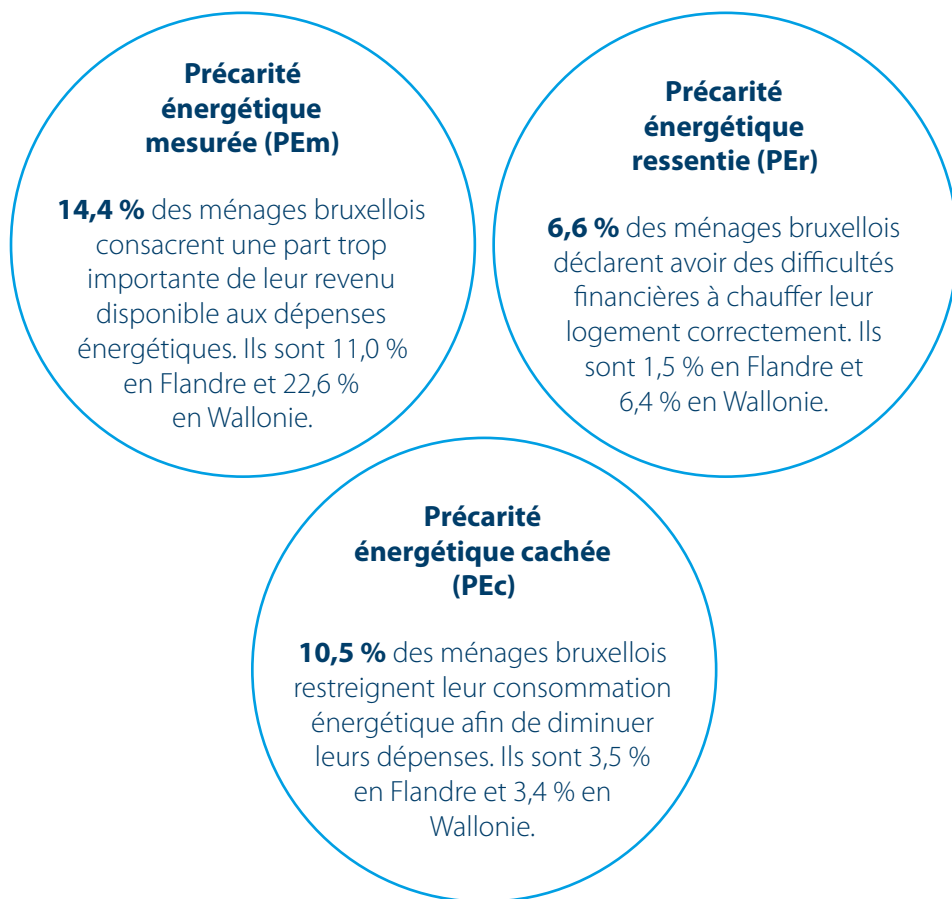 Précarité
énergétique
mesurée (PEm)
14,4 % des ménages bruxellois
consacrent une part trop
importante de leur revenu
disponible aux dépenses
énergétiques. Ils sont 11,0 %
en Flandre et 22,6 %
en Wallonie.
Précarité
énergétique
ressentie (PEr)
6,6 % des ménages bruxellois
déclarent avoir des difficultés
financières à chauffer leur
logement correctement. Ils
sont 1,5 % en Flandre et
6,4 % en Wallonie.
Précarité
énergétique cachée
(PEc)
10,5 % des ménages bruxellois
restreignent leur consommation
énergétique afin de diminuer
leurs dépenses. Ils sont 3,5 %
en Flandre et 3,4 % en
Wallonie.